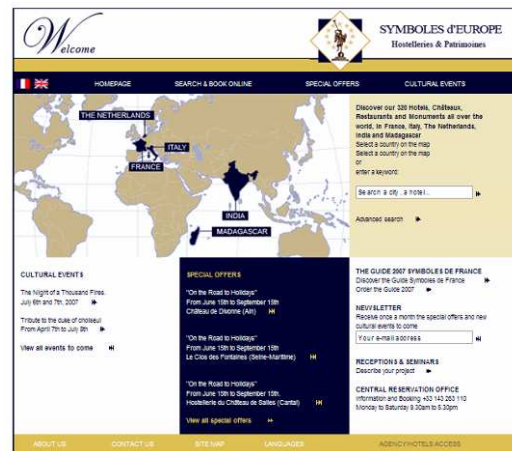 Welcome
SYMBOLES d'EUROPE
Hostelleries & Patrimoines
HOMEPAGE
SEARCH & BOOK ONLINE
SPECIAL OFFERS
CULTURAL EVENTS
THE NETHERLANDS
ITALY
FRANCE
INDIA
MADAGASCAR
Discover our 320 Hotels, Châteaux,
Restaurants and Monuments all over the
world, in France, Italy, The Netherlands,
India and Madagascar
Select a country on the map
Select a country on the map
or
enter a keyword:
Search a city, a hotel...
Advanced search
CULTURAL EVENTS
The Night of a Thousand Fires.
July 6th and 7th, 2007
Tribute to the duke of choiseul
From April 7th to July 8th
View all events to come
SPECIAL OFFERS
"On the Road to Holidays"
From June 15th to September 15th
Château de Divonne (Ain)
"On the Road to Holidays"
From June 15th to September 15th
Le Clos des Fontaines (Seine-Maritime)
"On the Road to Holidays"
From June 15th to September 15th.
Hostellerie du Château de Salles (Cantal)
View all special offers
THE GUIDE 2007 SYMBOLES DE FRANCE
Discover the Guide Symboles de France
Order the Guide 2007
NEWSLETTER
Receive once a month the special offers and new
cultural events to come
Your e-mail address
RECEPTIONS & SEMINARS
Describe your project
CENTRAL RESERVATION OFFICE
Information and Booking +33 143 263 110
Monday to Saturday 9.30am to 5.30pm
ABOUT US
CONTACT US
SITE MAP
LANGUAGES
AGENCY/HOTELS ACCESS